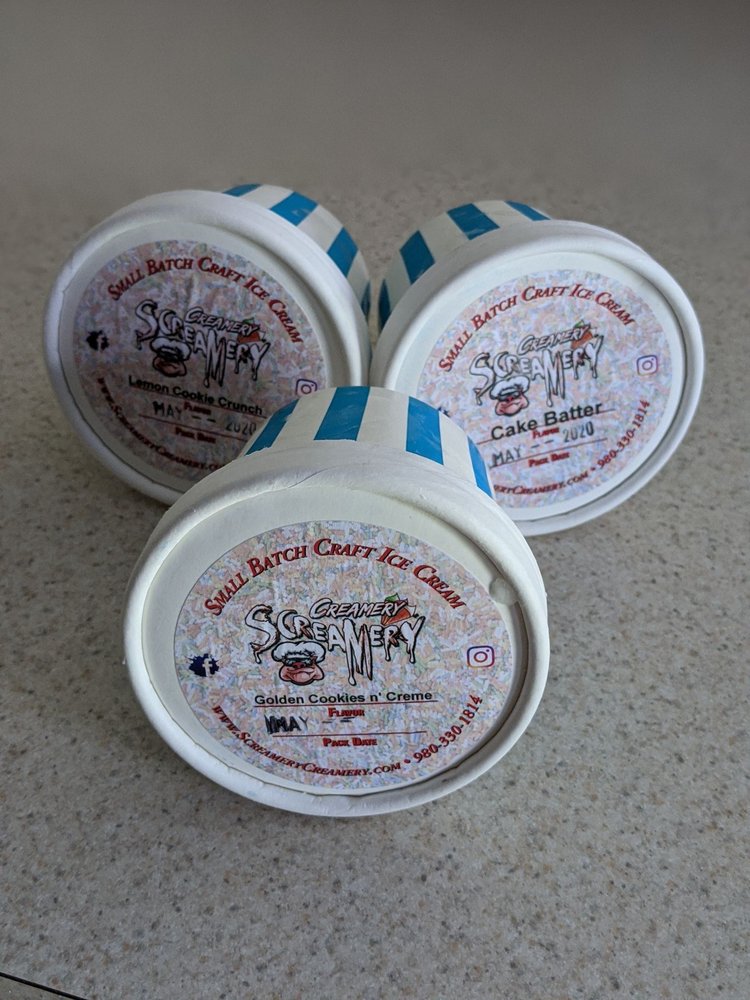 SMALL BATCH CRAFT ICE CREAM
CREAMERY
SCREAMERY
Lemon Cookie Crunch
FLAVOR
MAY - - 2020
PACK DATE
WWW.SCREAMERYCREAMERY.COM
SMALL BATCH CRAFT ICE CREAM
CREAMERY
SCREAMERY
Cake Batter
FLAVOR
MAY - - 2020
PACK DATE
MERYCREAMERY.COM • 980-330-1814
SMALL BATCH CRAFT ICE CREAM
CREAMERY
SCREAMERY
f
Golden Cookies n' Creme
FLAVOR
MAY - -
PACK DATE
WWW.SCREAMERYCREAMERY.COM • 980-330-1814